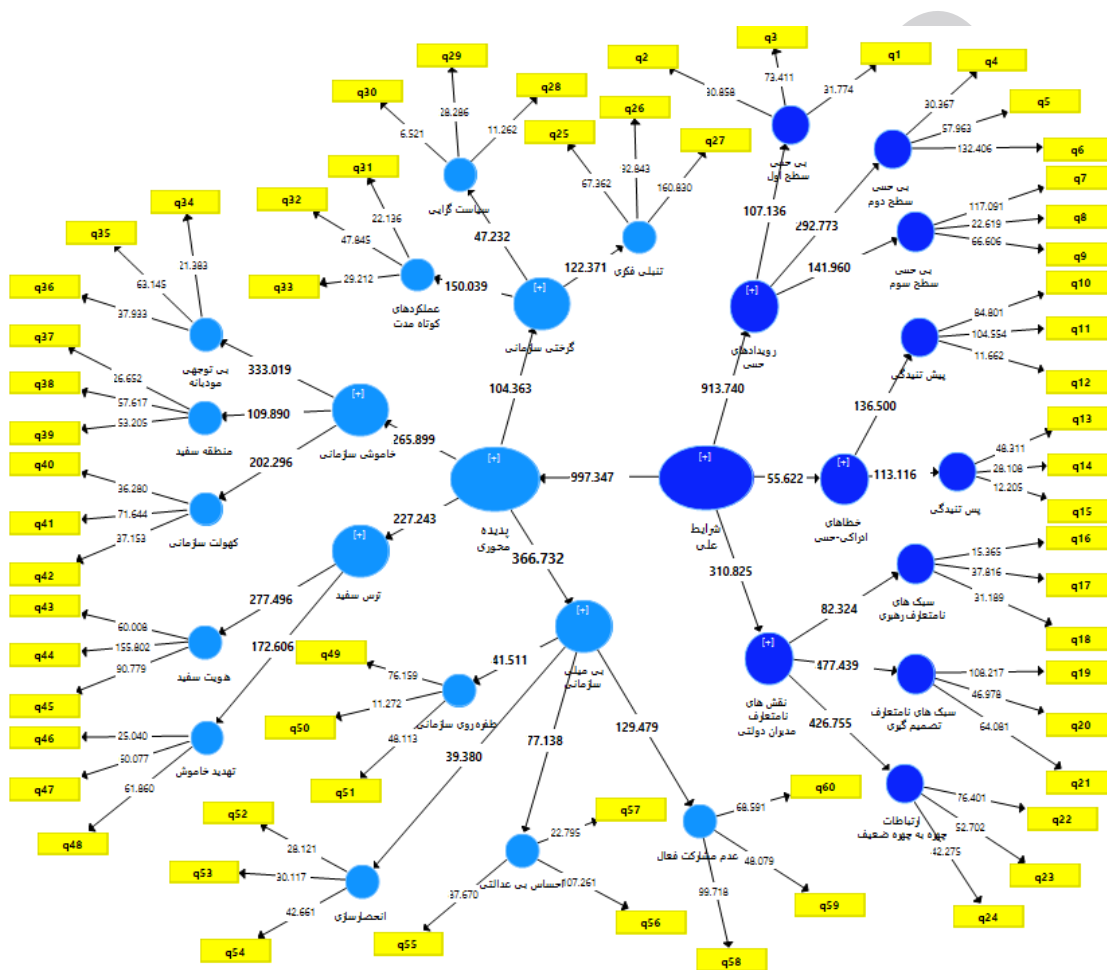 q29
q3
q2
q1
q4
q30
q28
q26
q5
q25
q27
q6
q31
q7
q32
q8
q33
q9
q34
q10
q35
q11
q36
q12
q37
q13
q38
q14
q39
q15
q40
q16
q41
q17
q42
q18
q43
q19
q44
q20
q45
q21
q46
q22
q47
q23
q48
q24
q49
q50
q51
q52
q53
q54
q55
q56
q57
q58
q59
q60
73.411
31.774
30.367
57.963
132.406
بی حسی
سطح اول
بی حسی
سطح دوم
117.091
22.619
66.606
بی حسی
سطح سوم
107.136
292.773
141.960
[+]
رویدادهای
حسی
84.801
104.554
11.662
پیش تنیدگی
136.500
913.740
48.311
28.108
12.205
پس تنیدگی
113.116
[+]
خطاهای
ادراکی-حسی
55.622
[+]
شرایط
علی
997.347
310.825
15.365
37.816
31.189
سبک های
نامتعارف رهبری
82.324
[+]
نقش های
نامتعارف
مدیران دولتی
477.439
108.217
46.978
64.081
سبک های نامتعارف
تصمیم گیری
426.755
76.401
52.702
42.275
ارتباطات
چهره به چهره ضعیف
6.521
28.286
11.262
سیاست گرایی
67.362
160.830
تنبلی فکری
22.136
47.845
29.212
عملکردهای
کوتاه مدت
47.232
122.371
150.039
[+]
گرختی سازمانی
104.363
21.383
63.145
37.933
بی توجهی
مودبانه
333.019
26.652
57.617
53.205
منطقه سفید
109.890
[+]
خاموشی سازمانی
265.899
202.296
36.280
71.644
37.153
کهولت سازمانی
[+]
پدیده
محوری
227.243
366.732
[+]
ترس سفید
277.496
60.008
155.802
هویت سفید
172.606
25.040
61.860
تهدید خاموش
[+]
بی میلی
سازمانی
41.511
76.159
11.272
48.113
طفره روی سازمانی
39.380
77.138
129.479
28.121
30.117
42.661
انحصارسازی
22.795
107.261
احساس بی عدالتی
68.591
48.079
عدم مشارکت فعال